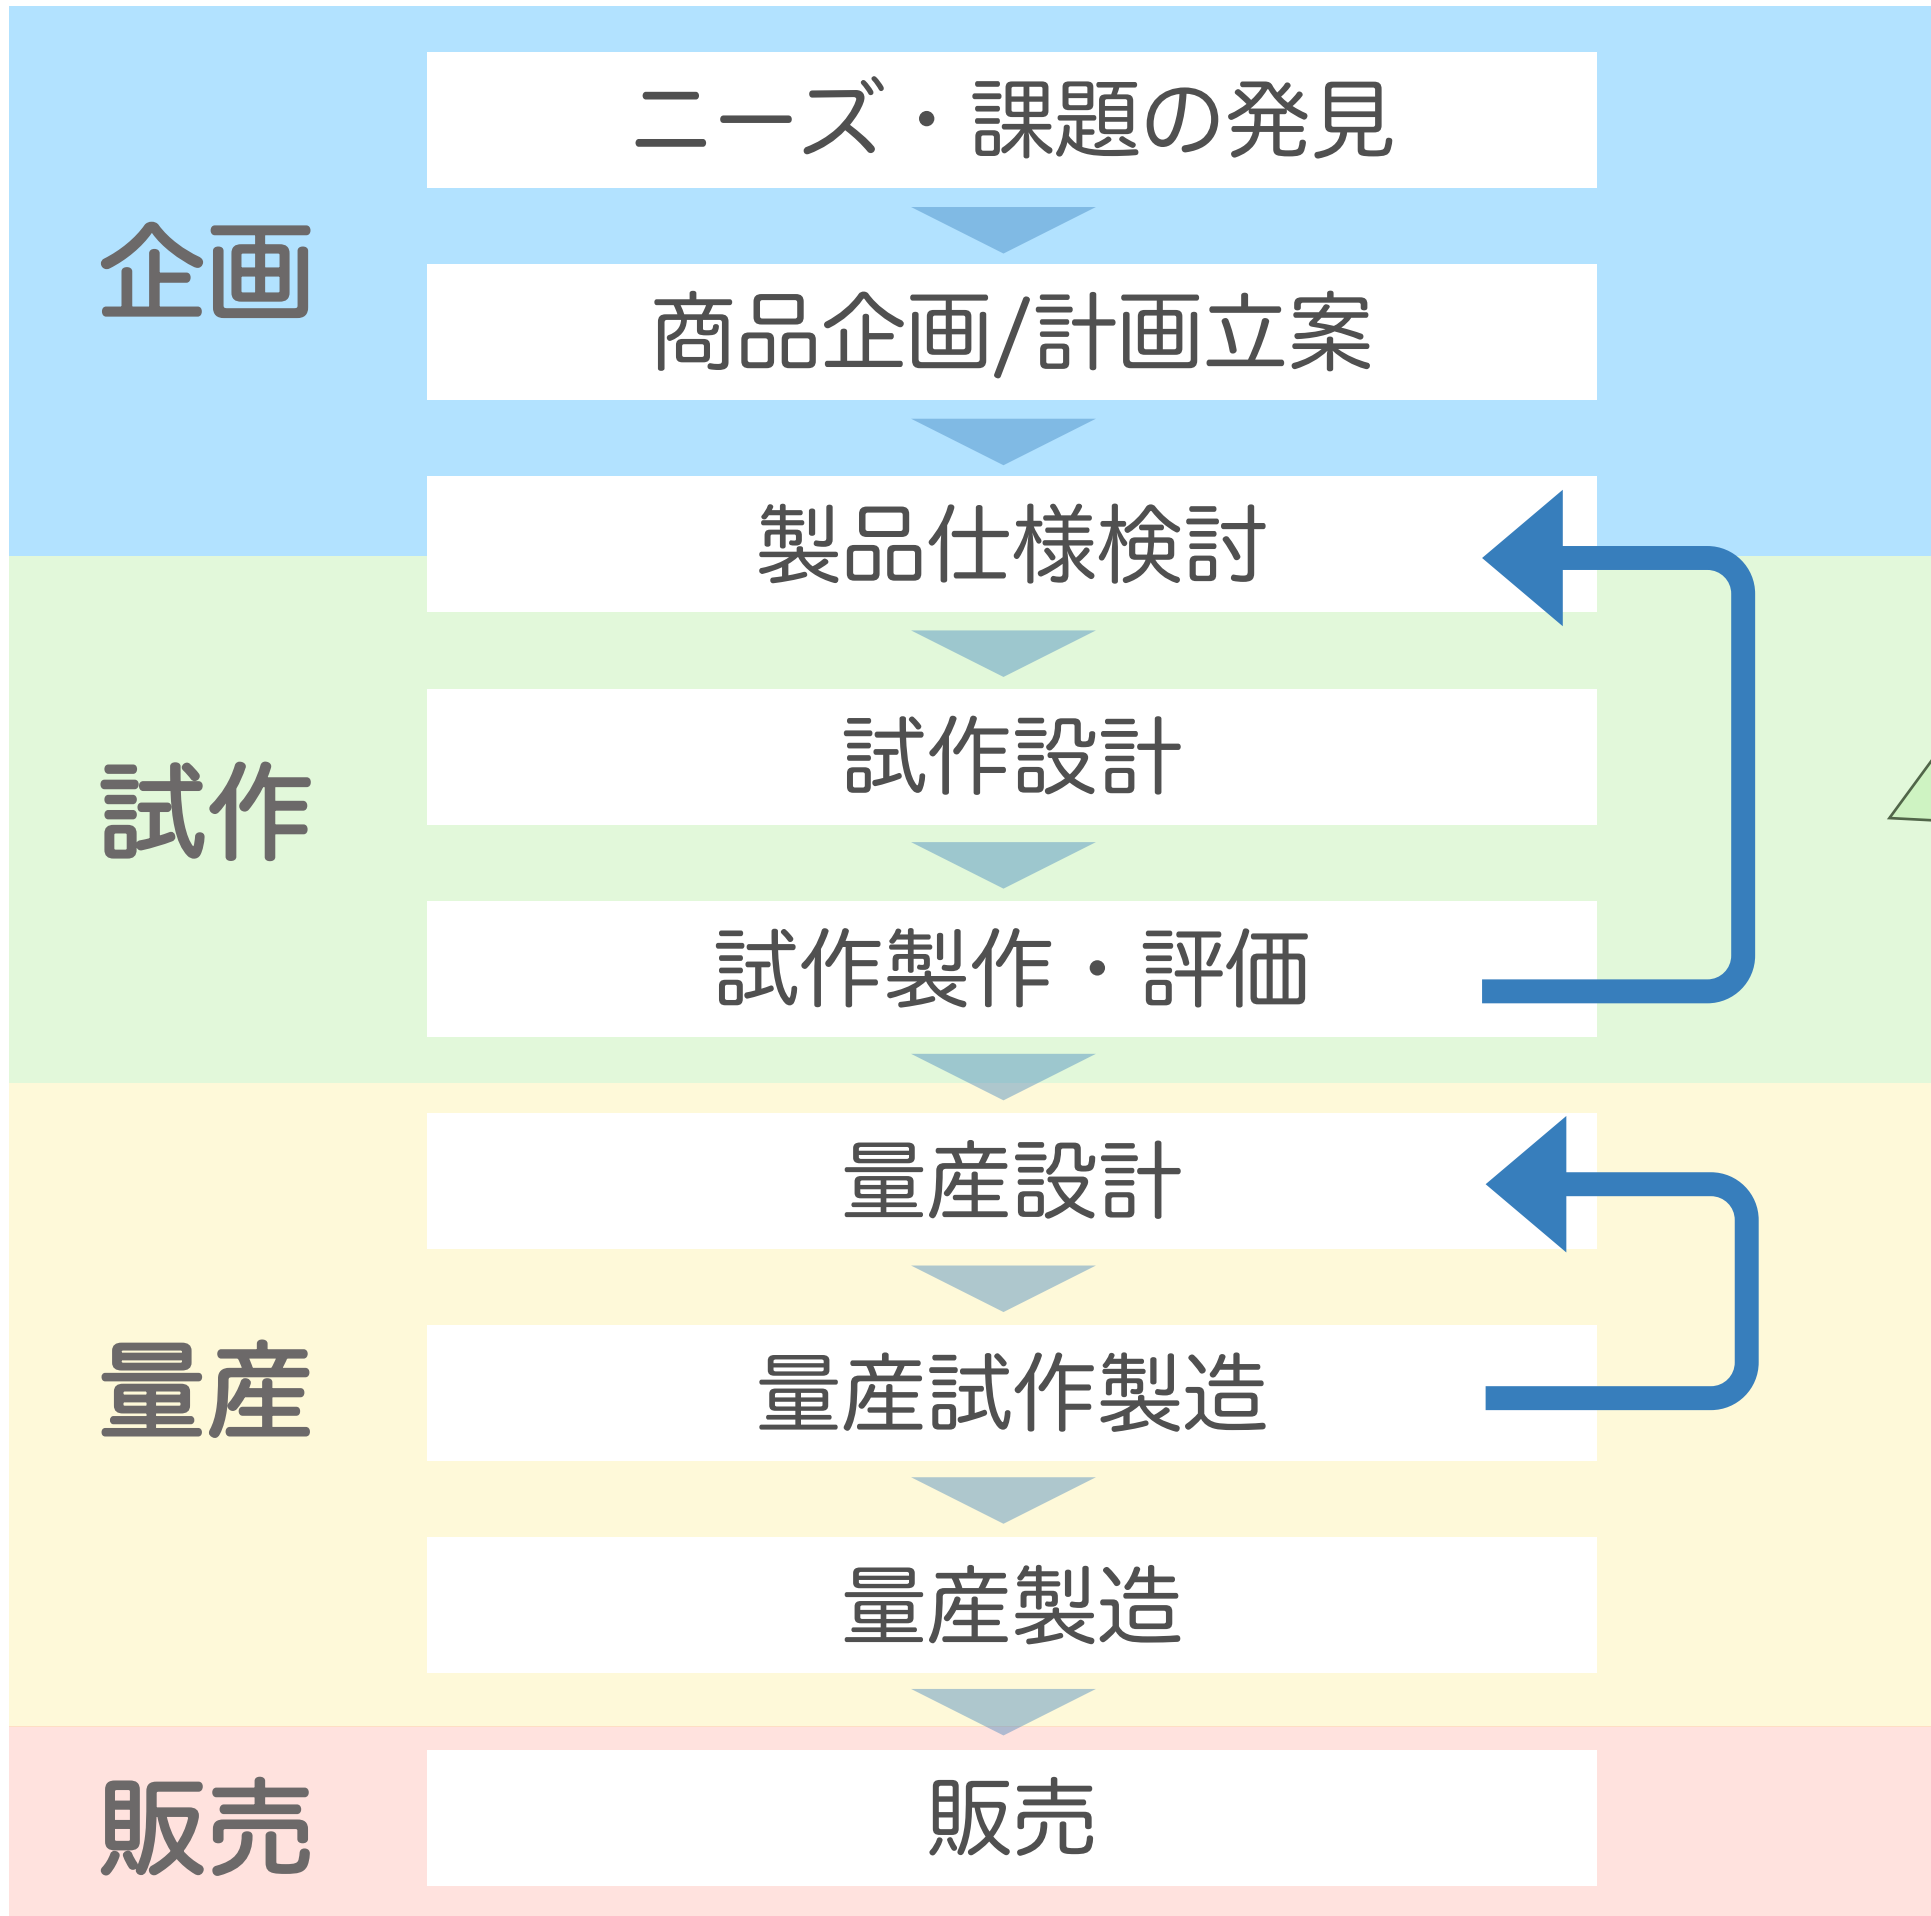 企画
ニーズ・課題の発見
商品企画/計画立案
製品仕様検討
試作
試作設計
試作製作・評価
量産
量産設計
量産試作製造
量産製造
販売
販売